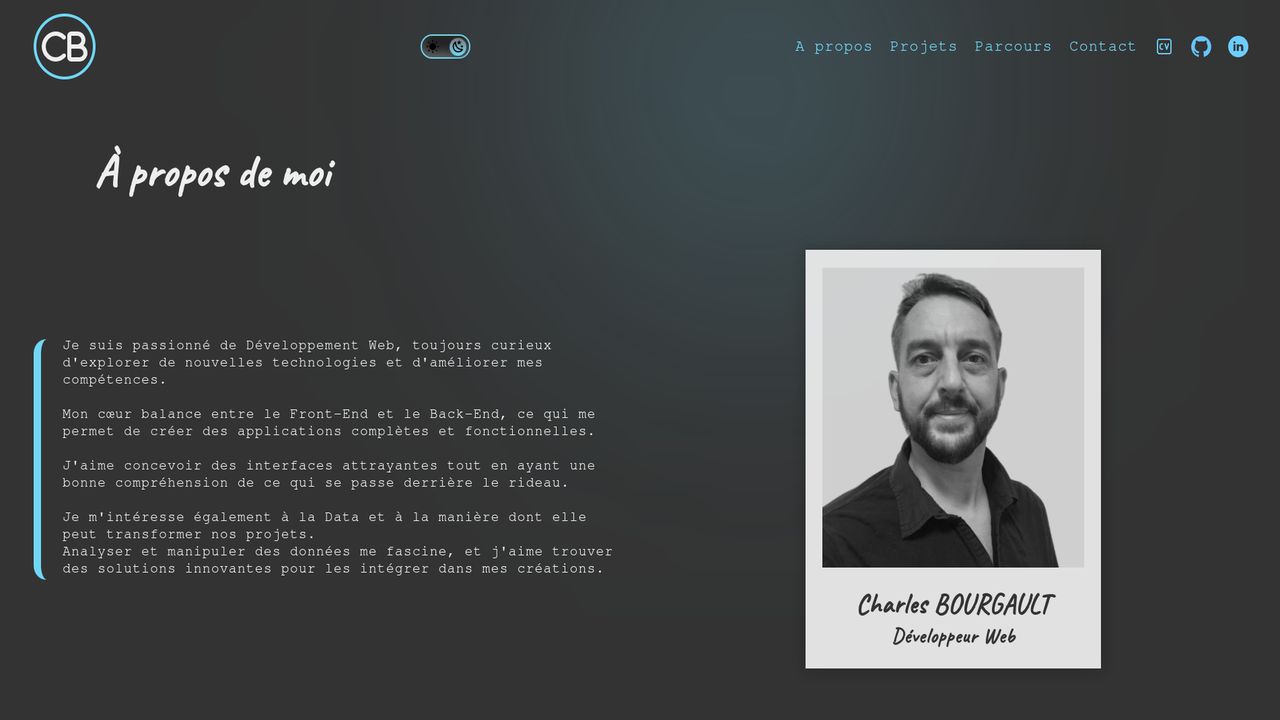 CB
A propos Projets Parcours Contact CV in
À propos de moi
Je suis passionné de Développement Web, toujours curieux
d'explorer de nouvelles technologies et d'améliorer mes
compétences.
Mon cœur balance entre le Front-End et le Back-End, ce qui me
permet de créer des applications complètes et fonctionnelles.
J'aime concevoir des interfaces attrayantes tout en ayant une
bonne compréhension de ce qui se passe derrière le rideau.
Je m'intéresse également à la Data et à la manière dont elle
peut transformer nos projets.
Analyser et manipuler des données me fascine, et j'aime trouver
des solutions innovantes pour les intégrer dans mes créations.
Charles BOURGAULT
Développeur Web